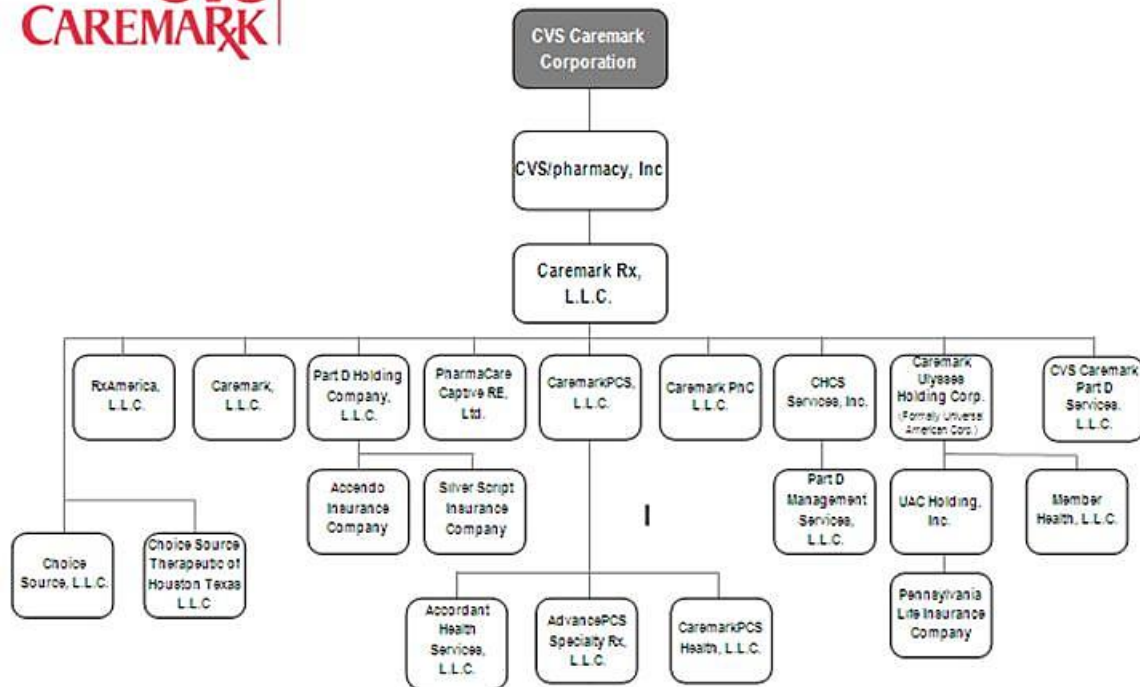 CAREMARK
CVS Caremark
Corporation
CVS/pharmacy, Inc
Caremark Rx,
L.L.C.
RxAmerica,
L.L.C.
Caremark,
L.L.C.
Part D Holding
Company,
L.L.C.
PharmaCare
Captive RE,
Ltd.
CaremarkPCS,
L.L.C.
Caremark PhC
L.L.C.
CHCS
Services, Inc.
Caremark
Ulysses
Holding Corp.
(Formally Universal
American Corp.)
CVS Caremark
Part D
Services,
L.L.C.
Accendo
Insurance
Company
Silver Script
Insurance
Company
Part D
Management
Services,
L.L.C.
UAC Holding,
Inc.
Member
Health, L.L.C.
Choice
Source, L.L.C.
Choice Source
Therapeutic of
Houston Texas
L.L.C
Accordant
Health
Services,
L.L.C.
AdvancePCS
Specialty Rx,
L.L.C.
CaremarkPCS
Health, L.L.C.
Pennsylvania
Life Insurance
Company